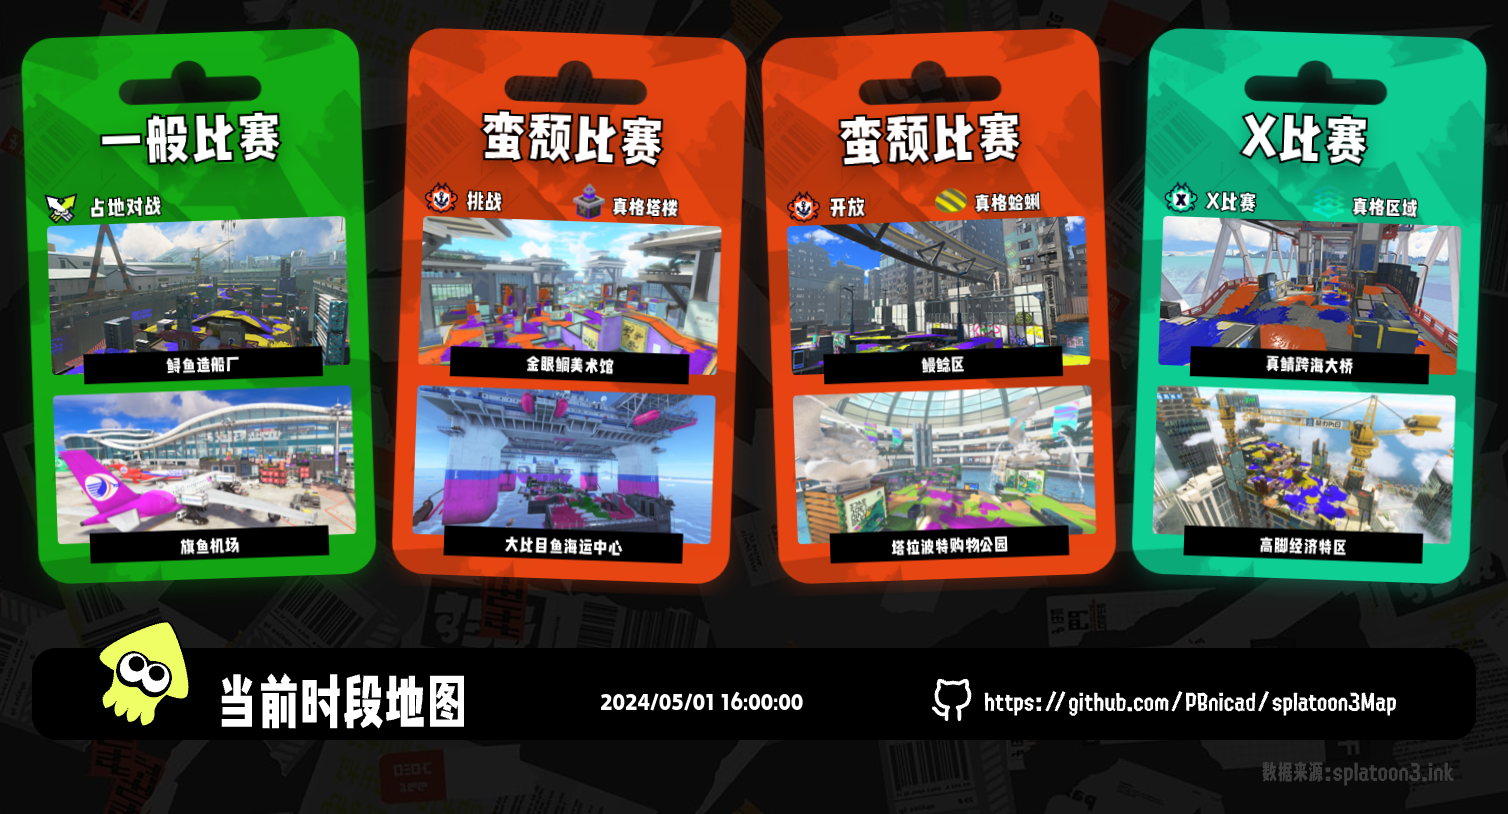 一般比赛
占地对战
鲟鱼造船厂
旗鱼机场
蛮颓比赛
挑战
真格塔楼
金眼鲷美术馆
大比目鱼海运中心
蛮颓比赛
开放
真格蛤蜊
鳗鲶区
塔拉波特购物公园
X比赛
X比赛
真格区域
真鲭跨海大桥
高脚经济特区
当前时段地图
2024/05/01 16:00:00
https://github.com/PBnicad/splatoon3Map
数据来源:splatoon3.ink